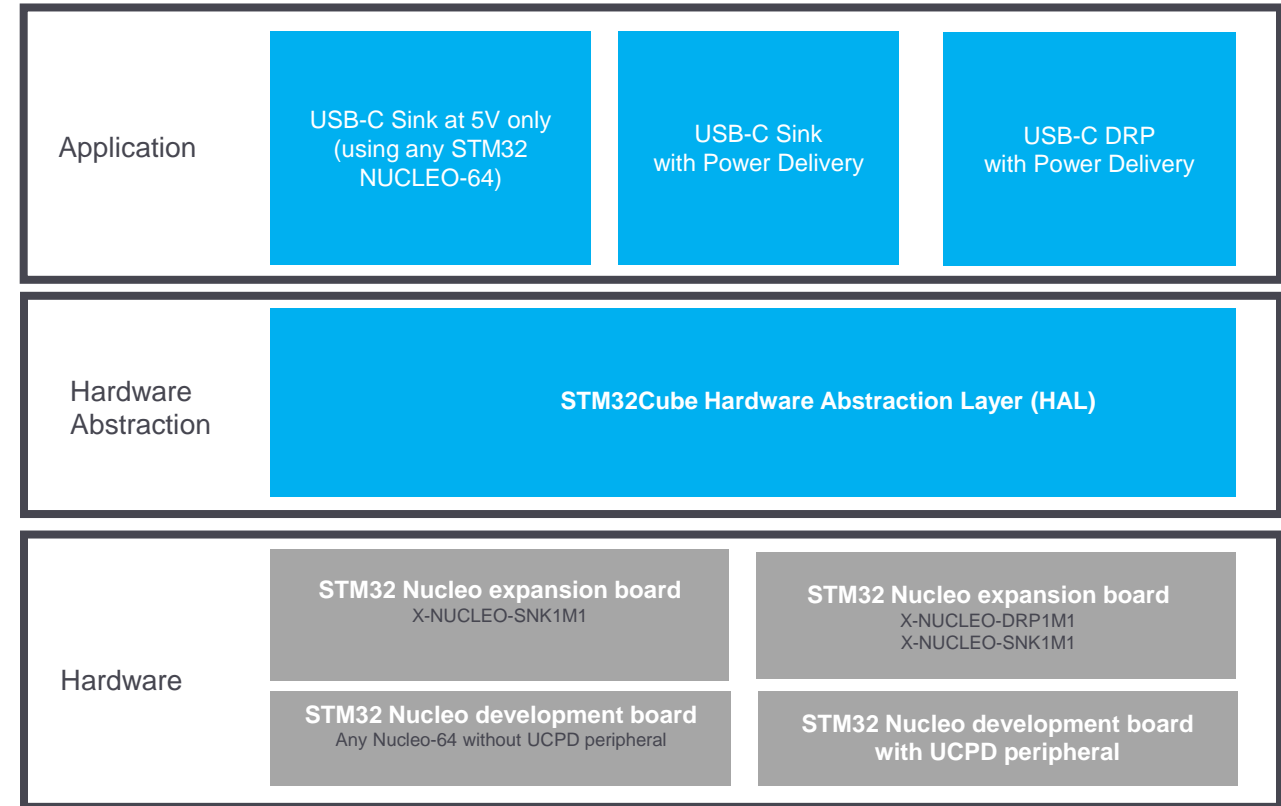 Application
USB-C Sink at 5V only
(using any STM32
NUCLEO-64)
USB-C Sink
with Power Delivery
USB-C DRP
with Power Delivery
Hardware
Abstraction
STM32Cube Hardware Abstraction Layer (HAL)
Hardware
STM32 Nucleo expansion board
X-NUCLEO-SNK1M1
STM32 Nucleo expansion board
X-NUCLEO-DRP1M1
X-NUCLEO-SNK1M1
STM32 Nucleo development board
Any Nucleo-64 without UCPD peripheral
STM32 Nucleo development board
with UCPD peripheral